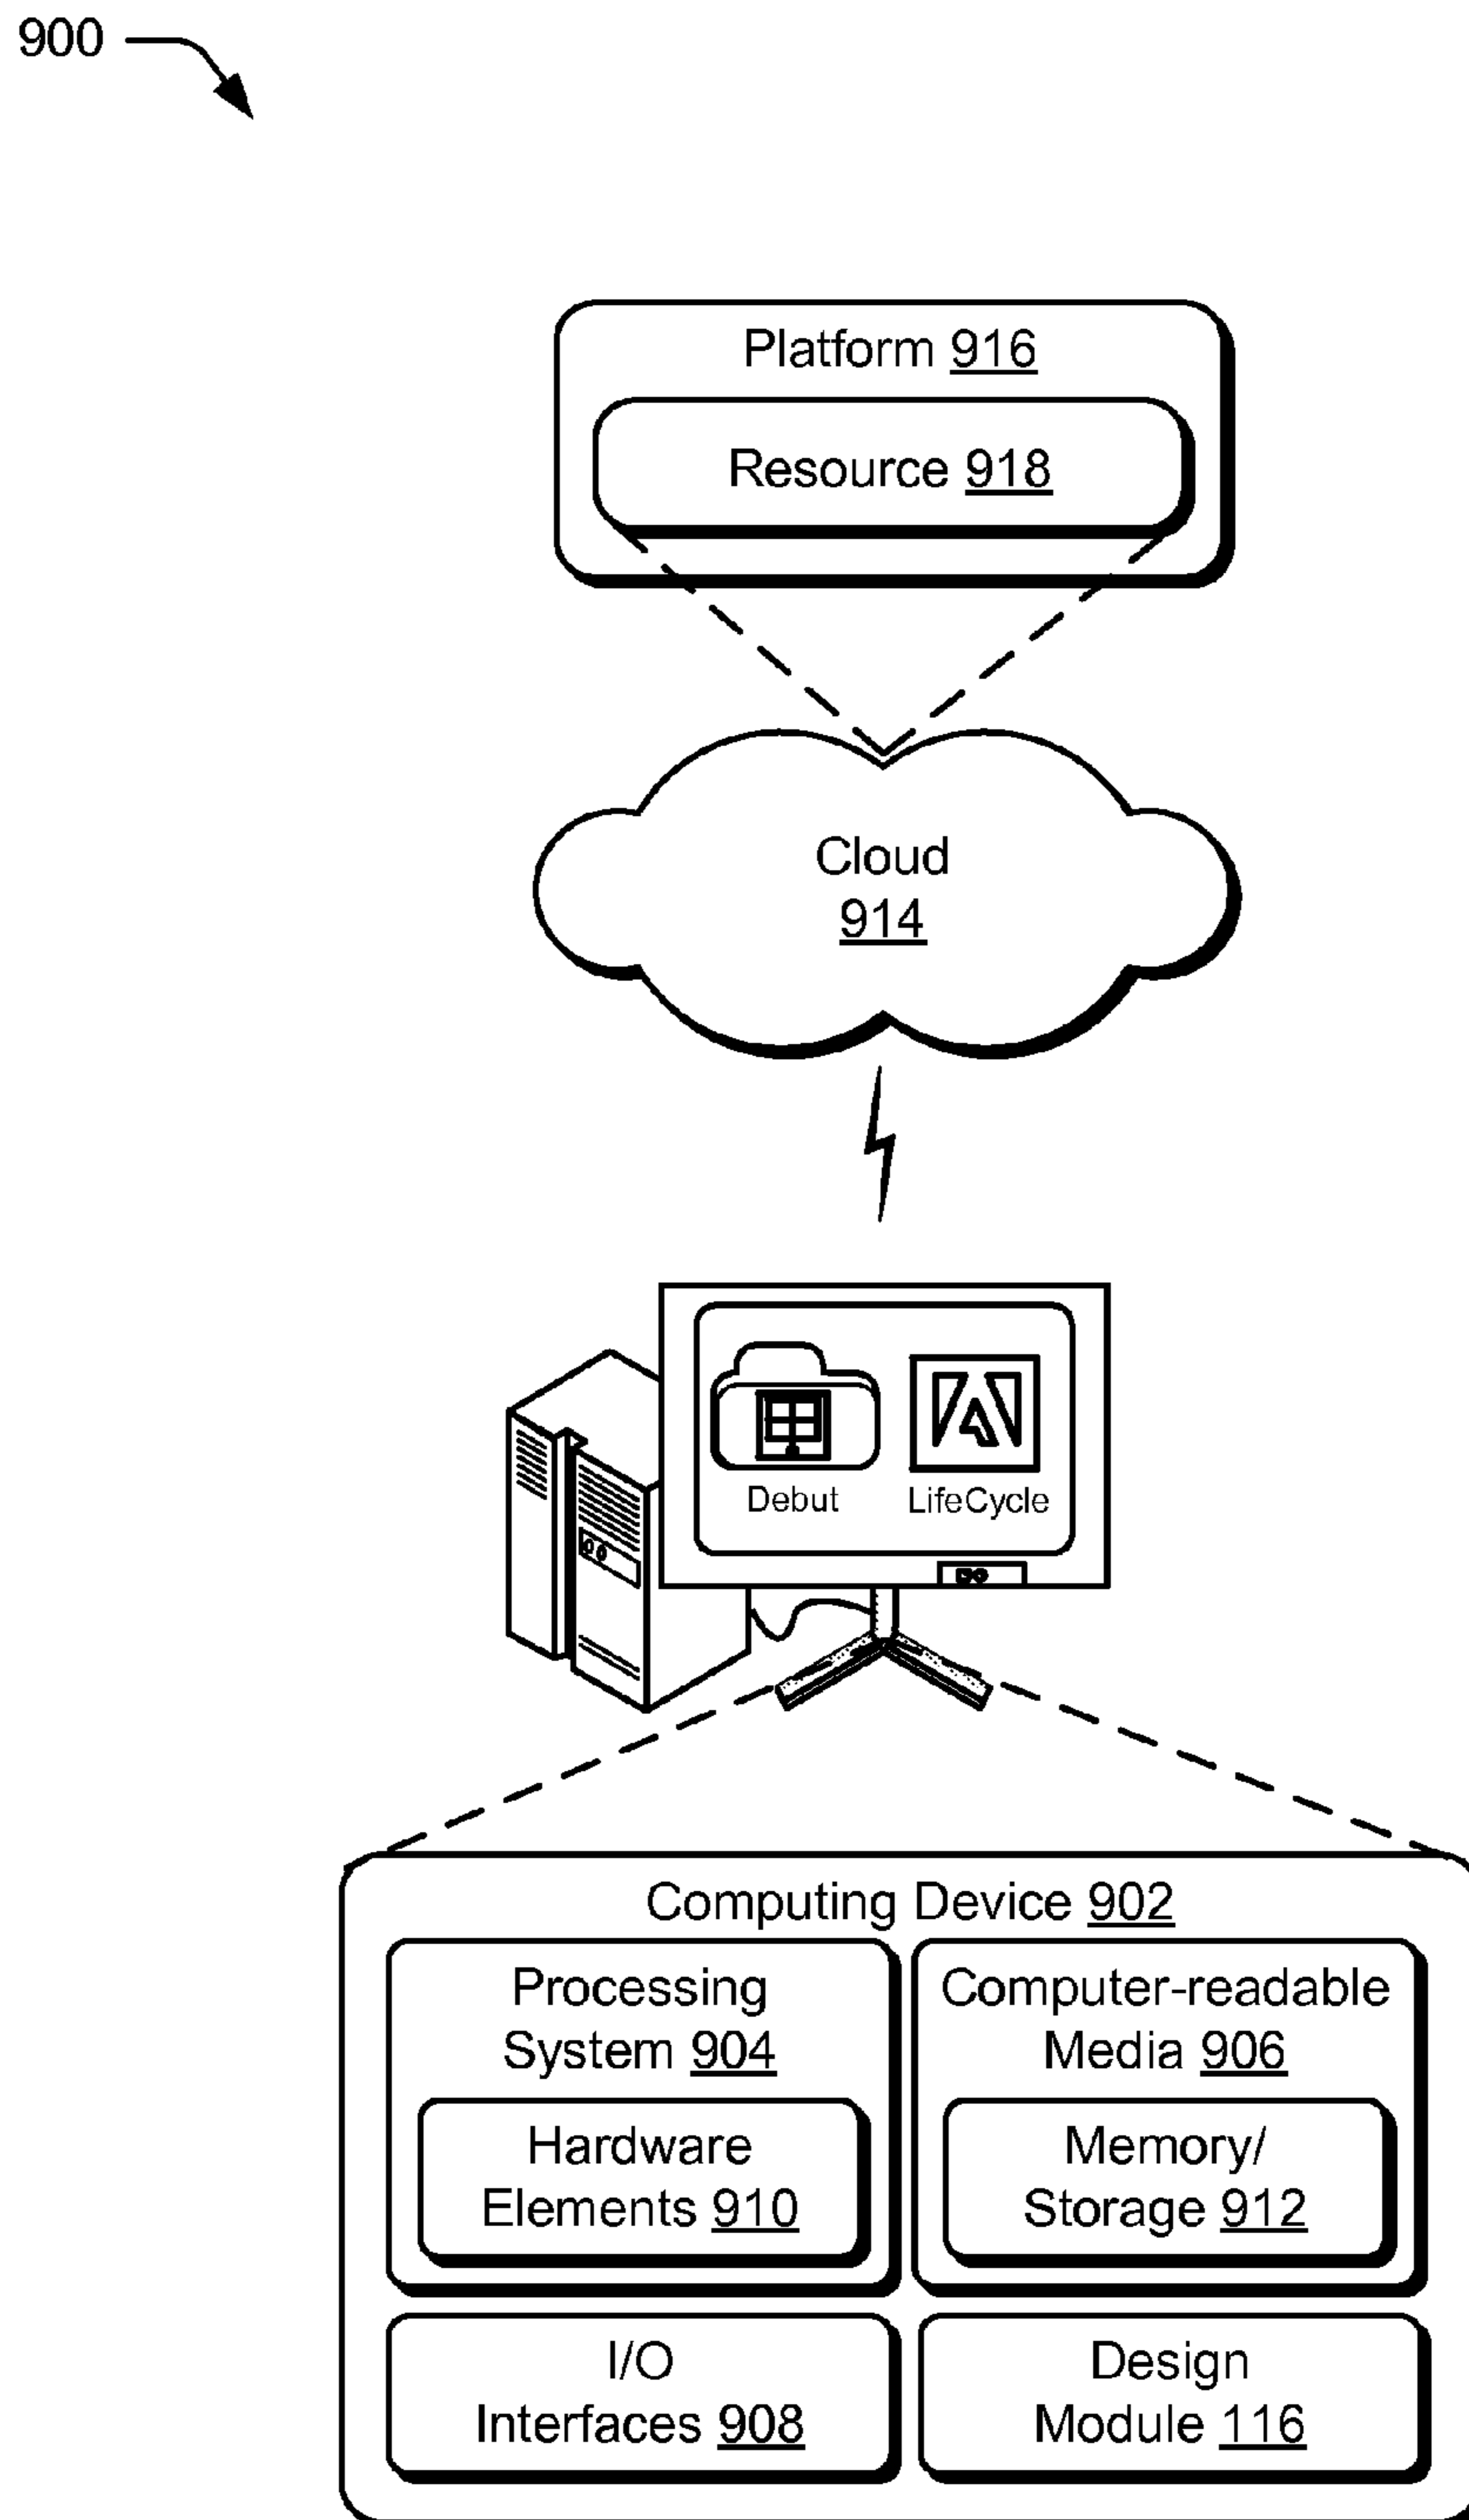 900
Platform 916
Resource 918
Cloud
914
Debut
LifeCycle
Computing Device 902
Processing
System 904
Hardware
Elements 910
Computer-readable
Media 906
Memory/
Storage 912
I/O
Interfaces 908
Design
Module 116